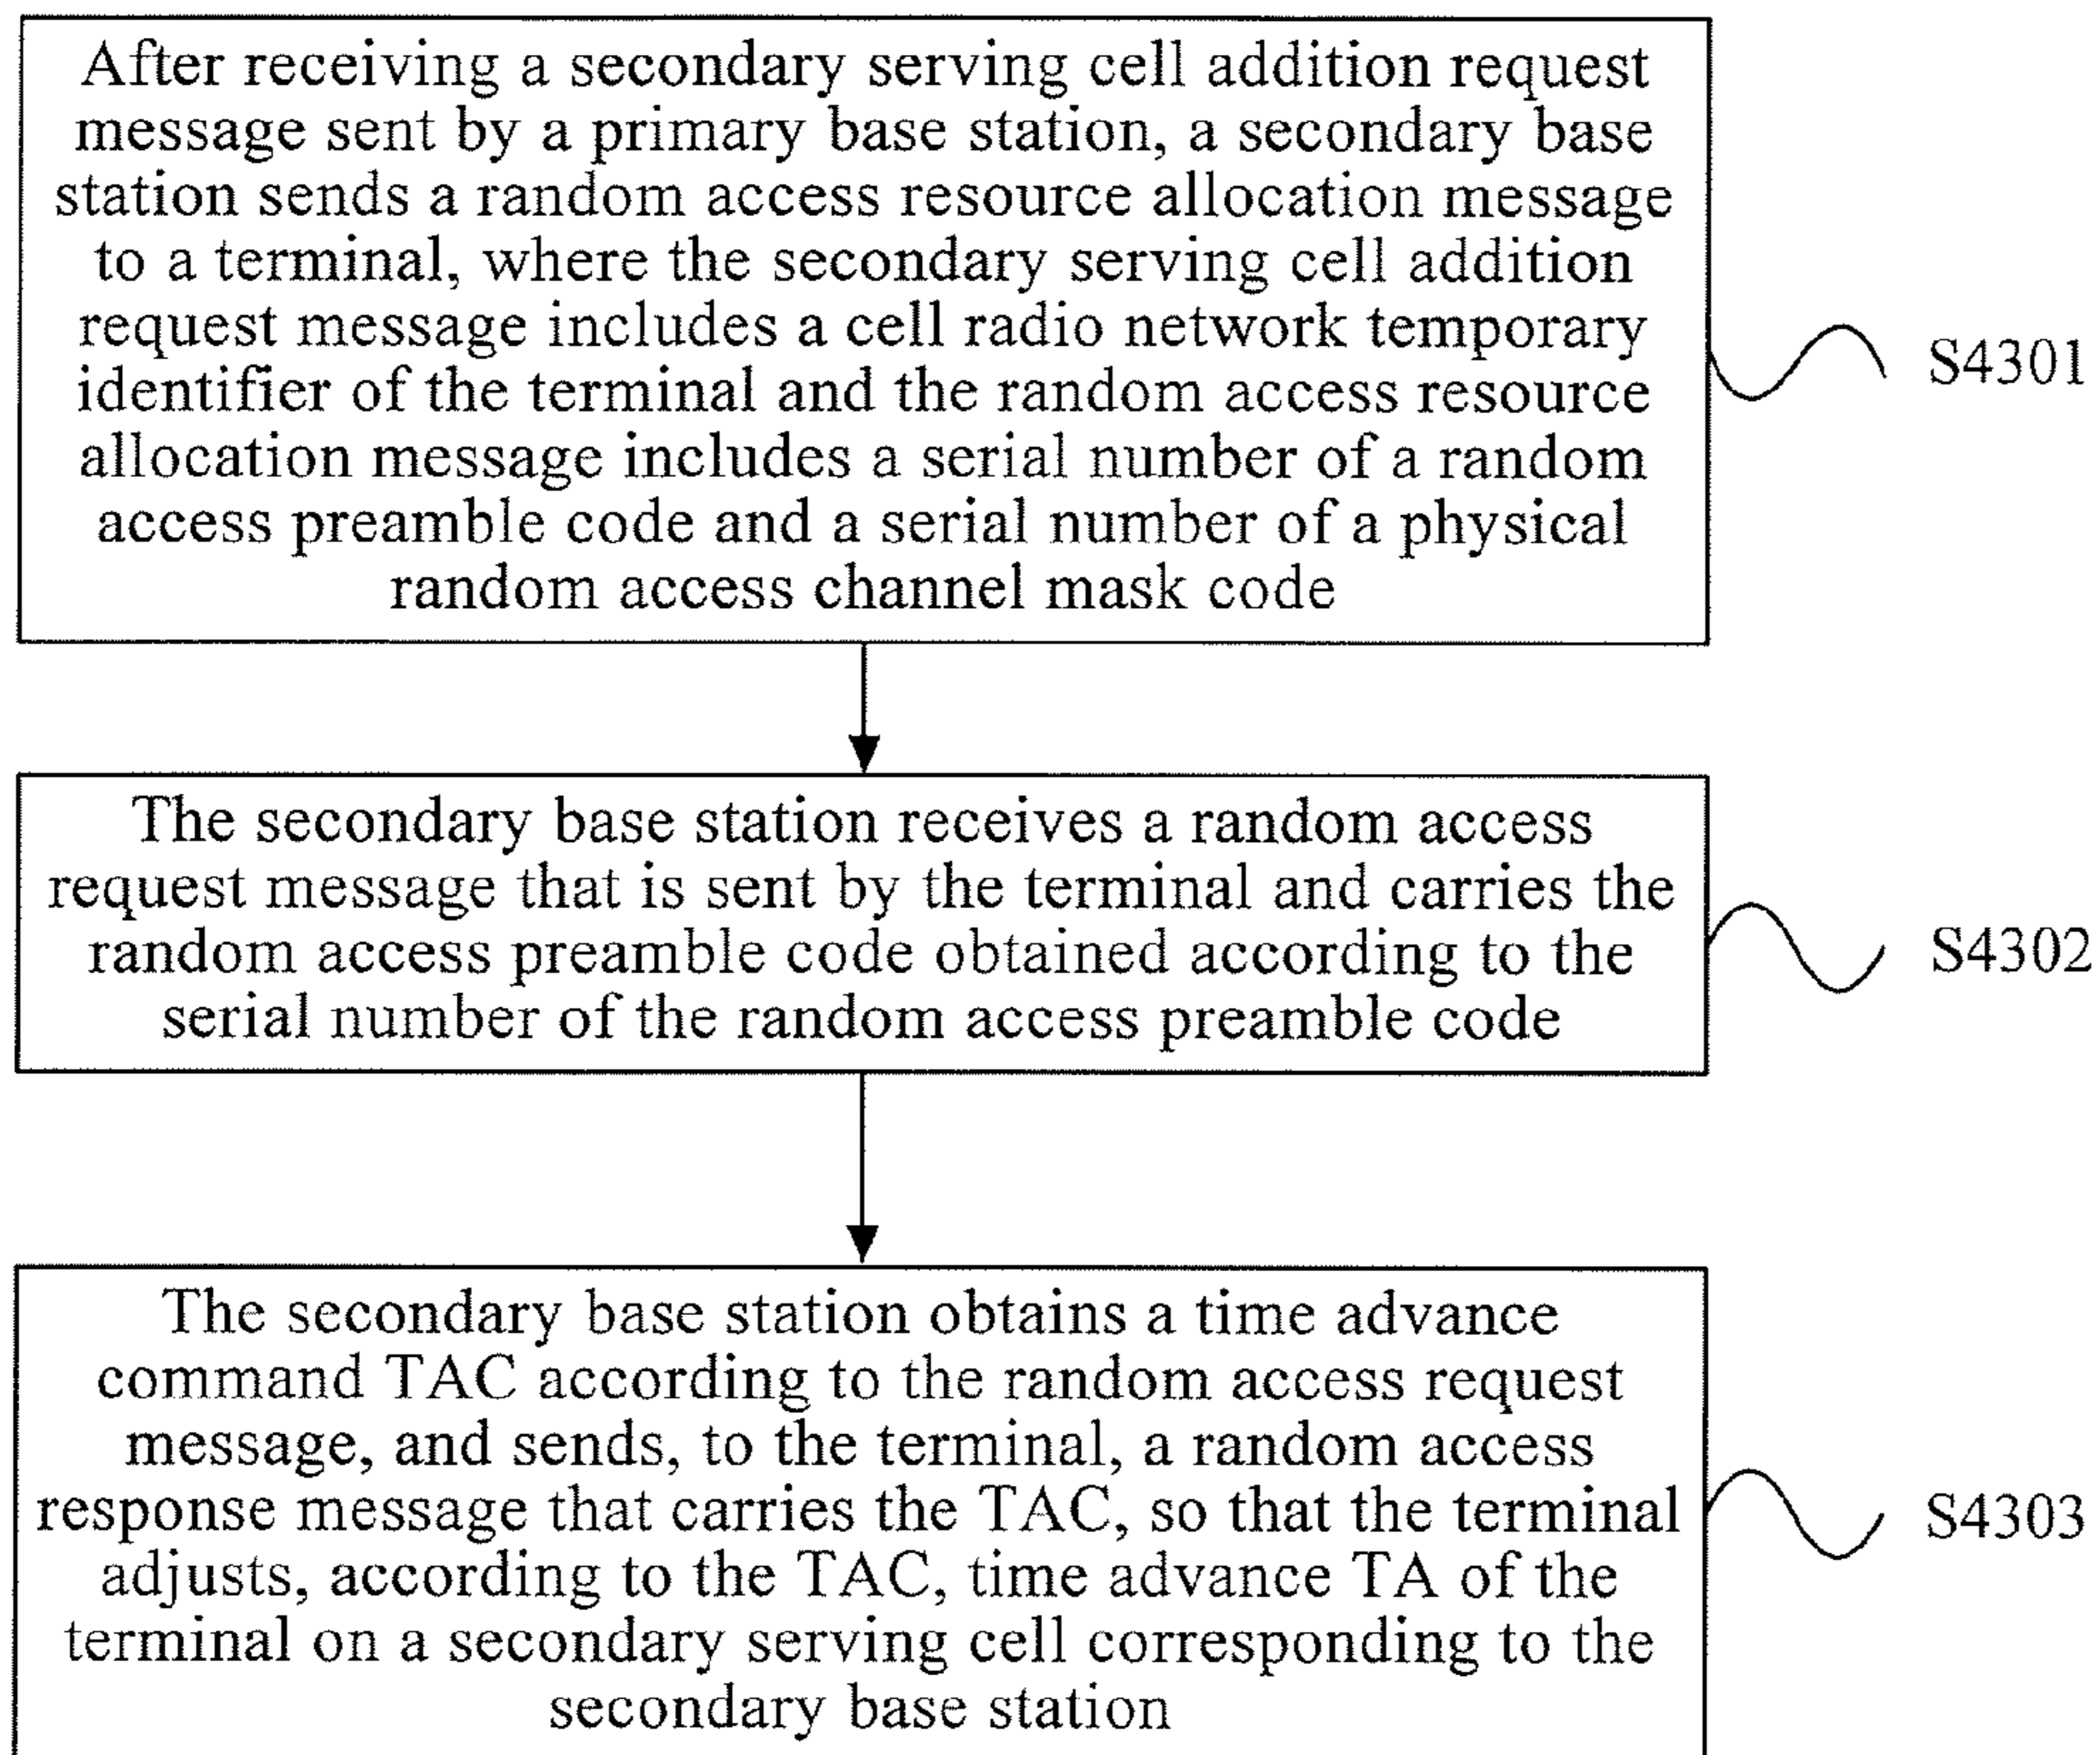 After receiving a secondary serving cell addition request
message sent by a primary base station, a secondary base
station sends a random access resource allocation message
to a terminal, where the secondary serving cell addition
request message includes a cell radio network temporary
identifier of the terminal and the random access resource
allocation message includes a serial number of a random
access preamble code and a serial number of a physical
random access channel mask code
S4301
The secondary base station receives a random access
request message that is sent by the terminal and carries the
random access preamble code obtained according to the
serial number of the random access preamble code
S4302
The secondary base station obtains a time advance
command TAC according to the random access request
message, and sends, to the terminal, a random access
response message that carries the TAC, so that the terminal
adjusts, according to the TAC, time advance TA of the
terminal on a secondary serving cell corresponding to the
secondary base station
S4303